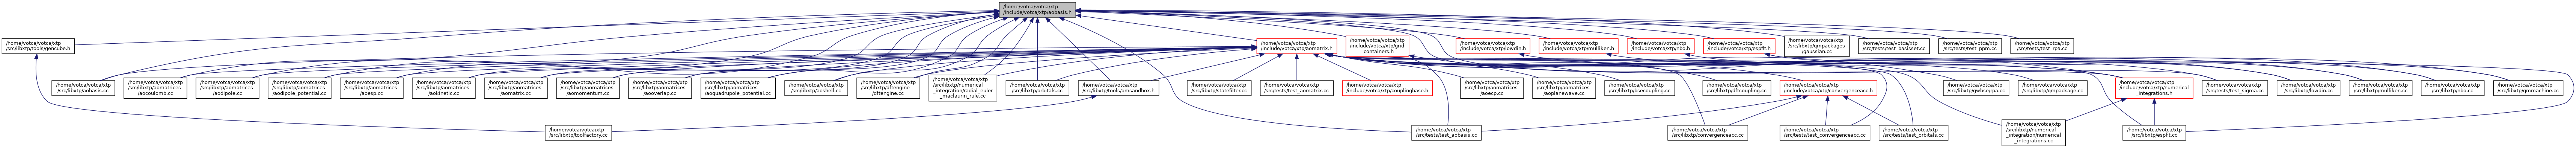 /home/votca/votca/xtp
/include/votca/xtp/aobasis.h
/home/votca/votca/xtp
/src/libxtp/tools/gencube.h
/home/votca/votca/xtp
/include/votca/xtp/aomatrix.h
/home/votca/votca/xtp
/include/votca/xtp/grid
_containers.h
/home/votca/votca/xtp
/include/votca/xtp/lowdin.h
/home/votca/votca/xtp
/include/votca/xtp/mulliken.h
/home/votca/votca/xtp
/include/votca/xtp/nbo.h
/home/votca/votca/xtp
/include/votca/xtp/espfit.h
/home/votca/votca/xtp
/src/libxtp/qmpackages
/gaussian.cc
/home/votca/votca/xtp
/src/tests/test_basisset.cc
/home/votca/votca/xtp
/src/tests/test_ppm.cc
/home/votca/votca/xtp
/src/tests/test_rpa.cc
/home/votca/votca/xtp
/src/libxtp/aobasis.cc
/home/votca/votca/xtp
/src/libxtp/aomatrices
/aocoulomb.cc
/home/votca/votca/xtp
/src/libxtp/aomatrices
/aodipole.cc
/home/votca/votca/xtp
/src/libxtp/aomatrices
/aodipole_potential.cc
/home/votca/votca/xtp
/src/libxtp/aomatrices
/aoesp.cc
/home/votca/votca/xtp
/src/libxtp/aomatrices
/aokinetic.cc
/home/votca/votca/xtp
/src/libxtp/aomatrices
/aomatrix.cc
/home/votca/votca/xtp
/src/libxtp/aomatrices
/aomomentum.cc
/home/votca/votca/xtp
/src/libxtp/aomatrices
/aooverlap.cc
/home/votca/votca/xtp
/src/libxtp/aomatrices
/aoquadrupole_potential.cc
/home/votca/votca/xtp
/src/libxtp/aoshell.cc
/home/votca/votca/xtp
/src/libxtp/dftengine
/dftengine.cc
/home/votca/votca/xtp
/src/libxtp/numerical
_integration/radial_euler
_maclaurin_rule.cc
/home/votca/votca/xtp
/src/libxtp/orbitals.cc
/home/votca/votca/xtp
/src/libxtp/tools/qmsandbox.h
/home/votca/votca/xtp
/src/libxtp/statefilter.cc
/home/votca/votca/xtp
/src/tests/test_aomatrix.cc
/home/votca/votca/xtp
/include/votca/xtp/couplingbase.h
/home/votca/votca/xtp
/src/libxtp/aomatrices
/aoecp.cc
/home/votca/votca/xtp
/src/libxtp/aomatrices
/aoplanewave.cc
/home/votca/votca/xtp
/src/libxtp/bsecoupling.cc
/home/votca/votca/xtp
/src/libxtp/dftcoupling.cc
/home/votca/votca/xtp
/include/votca/xtp/convergenceacc.h
/home/votca/votca/xtp
/src/libxtp/gwbse/rpa.cc
/home/votca/votca/xtp
/src/libxtp/qmpackage.cc
/home/votca/votca/xtp
/include/votca/xtp/numerical
_integrations.h
/home/votca/votca/xtp
/src/tests/test_sigma.cc
/home/votca/votca/xtp
/src/libxtp/lowdin.cc
/home/votca/votca/xtp
/src/libxtp/mulliken.cc
/home/votca/votca/xtp
/src/libxtp/nbo.cc
/home/votca/votca/xtp
/src/libxtp/qmmachine.cc
/home/votca/votca/xtp
/src/libxtp/toolfactory.cc
/home/votca/votca/xtp
/src/tests/test_aobasis.cc
/home/votca/votca/xtp
/src/libxtp/convergenceacc.cc
/home/votca/votca/xtp
/src/tests/test_convergenceacc.cc
/home/votca/votca/xtp
/src/tests/test_orbitals.cc
/home/votca/votca/xtp
/src/libxtp/numerical
_integration/numerical
_integrations.cc
/home/votca/votca/xtp
/src/libxtp/espfit.cc